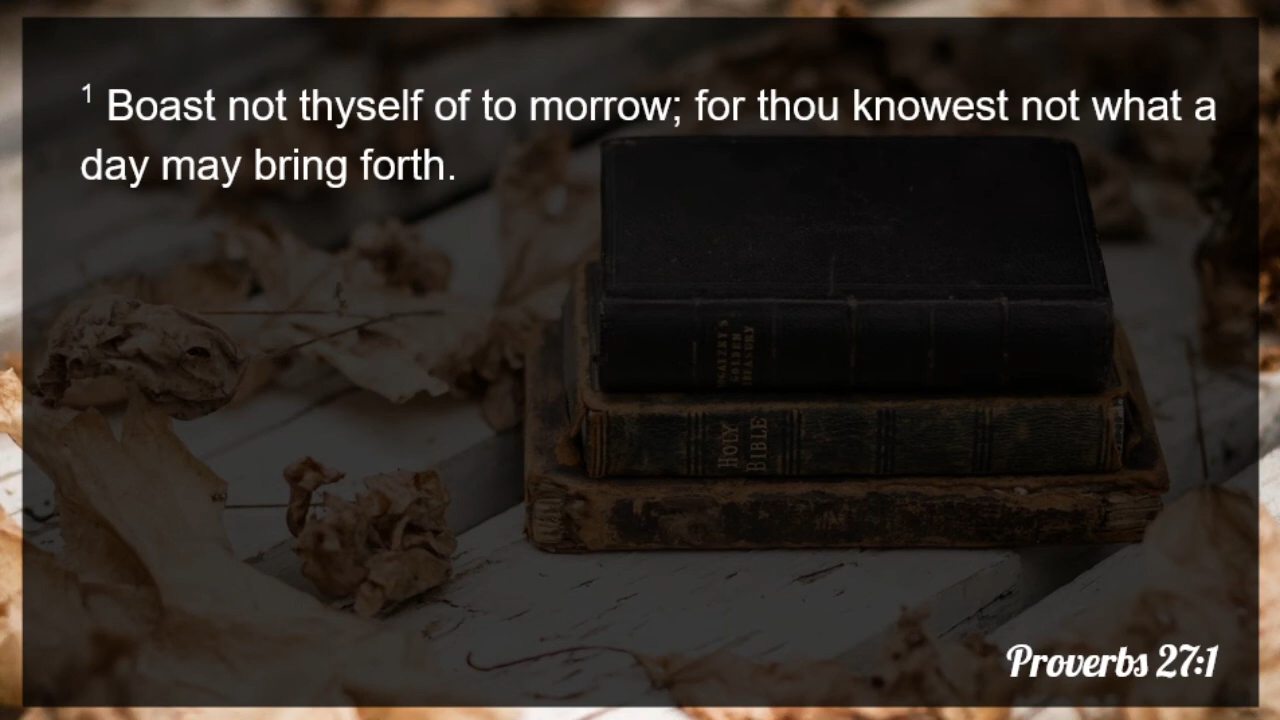 1 Boast not thyself of to morrow; for thou knowest not what a
day may bring forth.
GOLDEN
HOLY
BIBLE
Proverbs 27:1